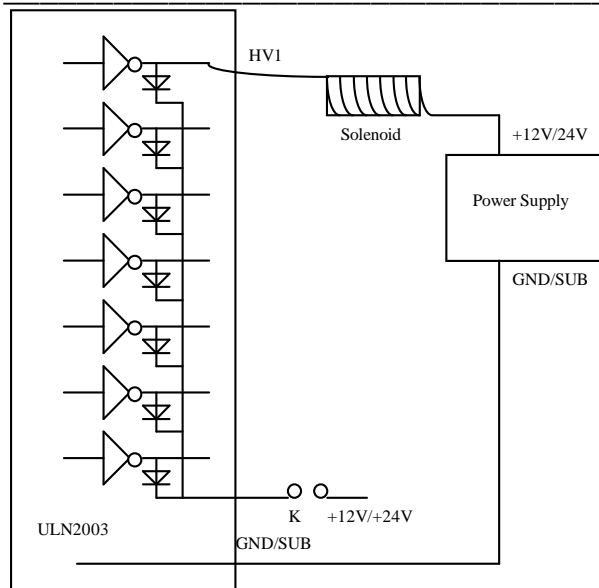 HV1
Solenoid
+12V/24V
Power Supply
GND/SUB
K +12V/+24V
ULN2003
GND/SUB